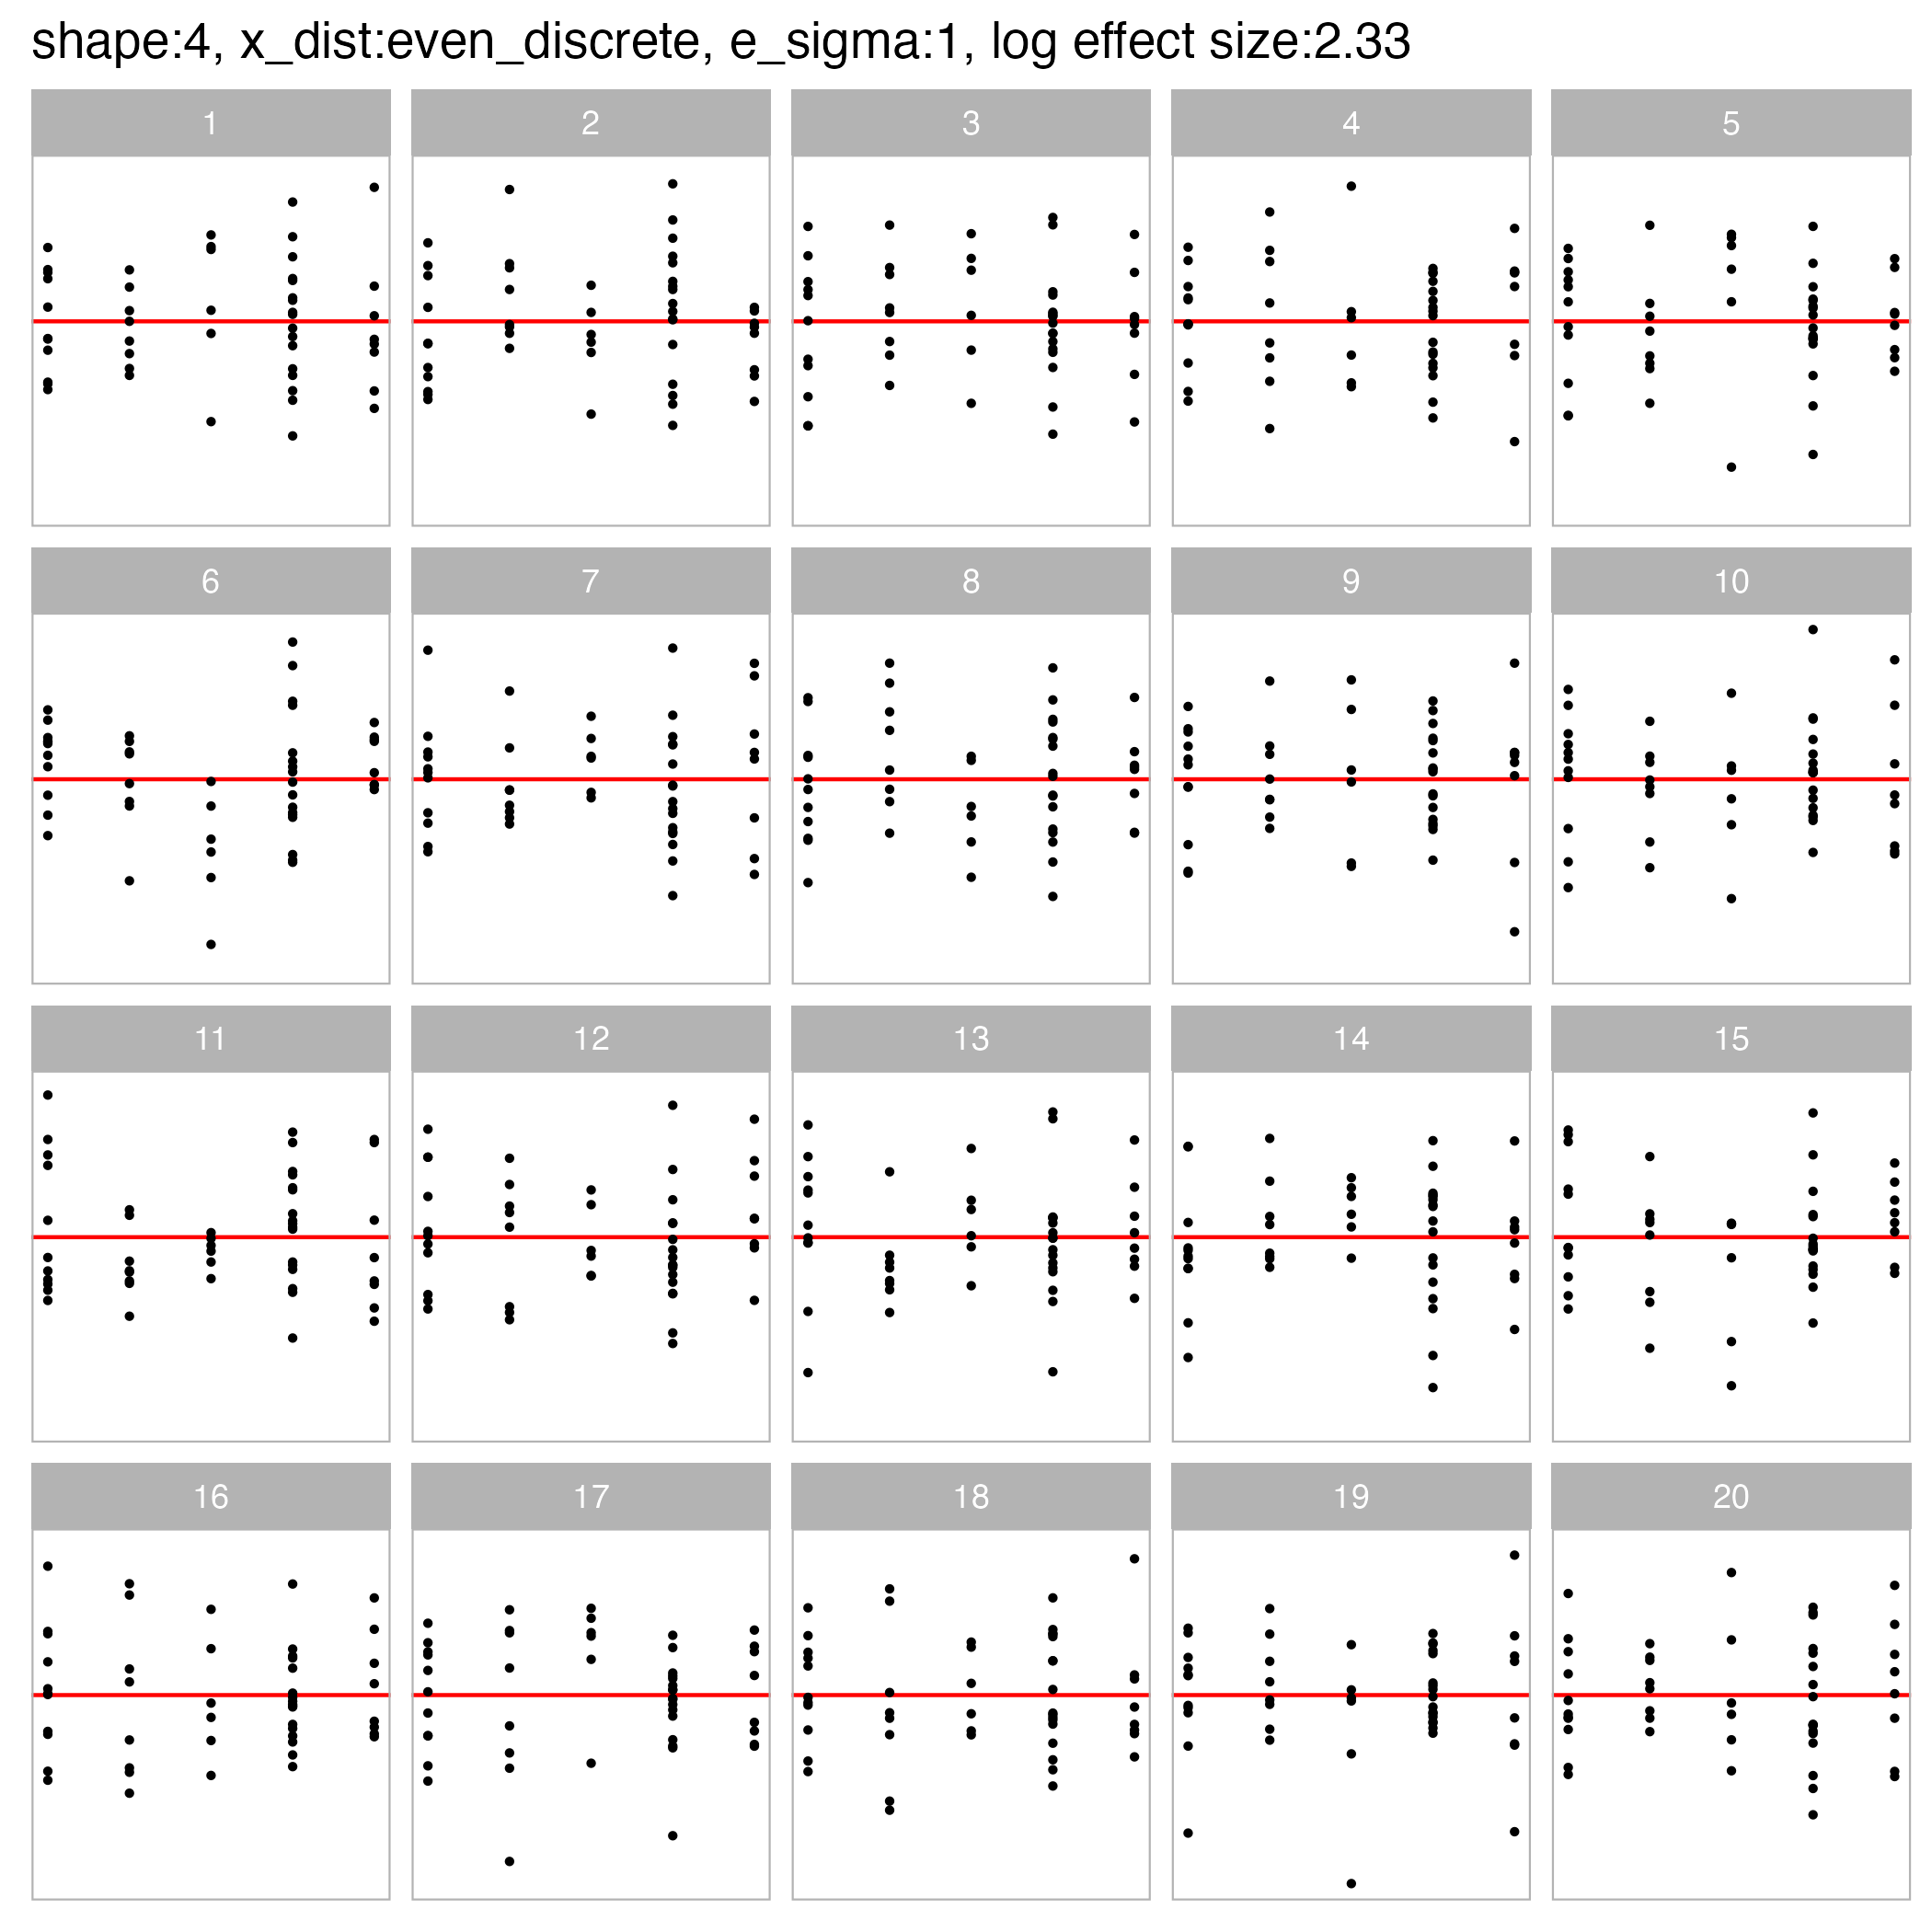 shape:4, x_dist:even_discrete, e_sigma:1, log effect size:2.33
1 2 3 4 5
6 7 8 9 10
11 12 13 14 15
16 17 18 19 20